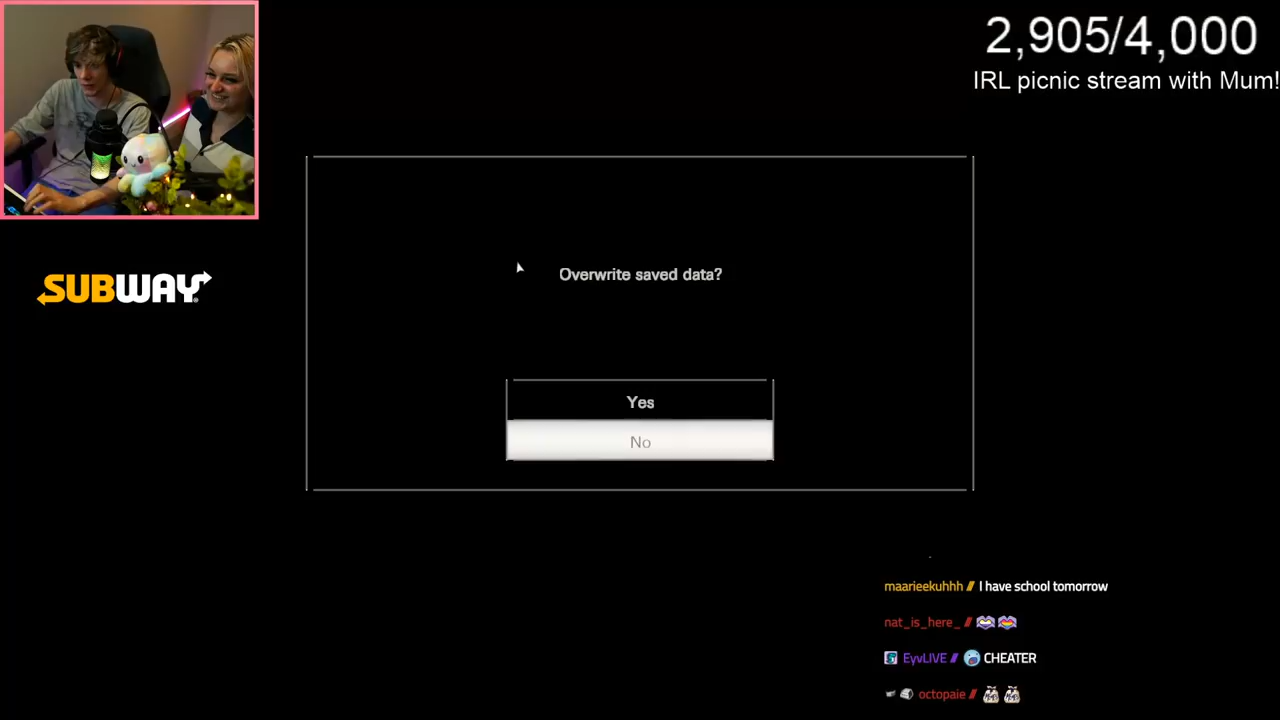 2,905/4,000
IRL picnic stream with Mum!
SUBWAY
Overwrite saved data?
Yes
No
maarieekuhhh // I have school tomorrow
nat_is_here_ //
EyvLIVE // CHEATER
octopaie //